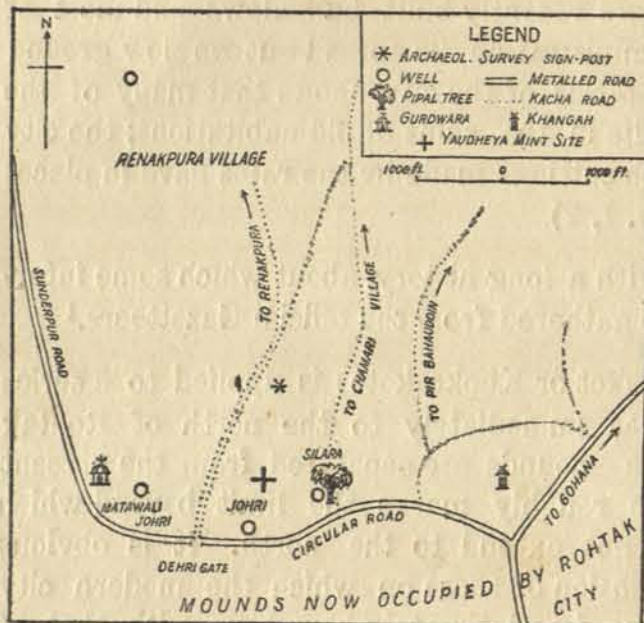 N
LEGEND
ARCHAEOL. SURVEY SIGN-POST
WELL METALLED ROAD
PIPAL TREE KACHA ROAD
GURDWARA KHANGAH
YAUDHEYA MINT SITE
1000 ft. 0 1000 ft.
RENAKPURA VILLAGE
SUNDERPUR ROAD
TO RENAKPURA
TO CHAMARI VILLAGE
TO PIR BAHAUDDIN
SILARA
MATAWALI
JOHRI
JOHRI
CIRCULAR ROAD
TO GOHANA
DEHRI GATE
MOUNDS NOW OCCUPIED BY ROHTAK
CITY